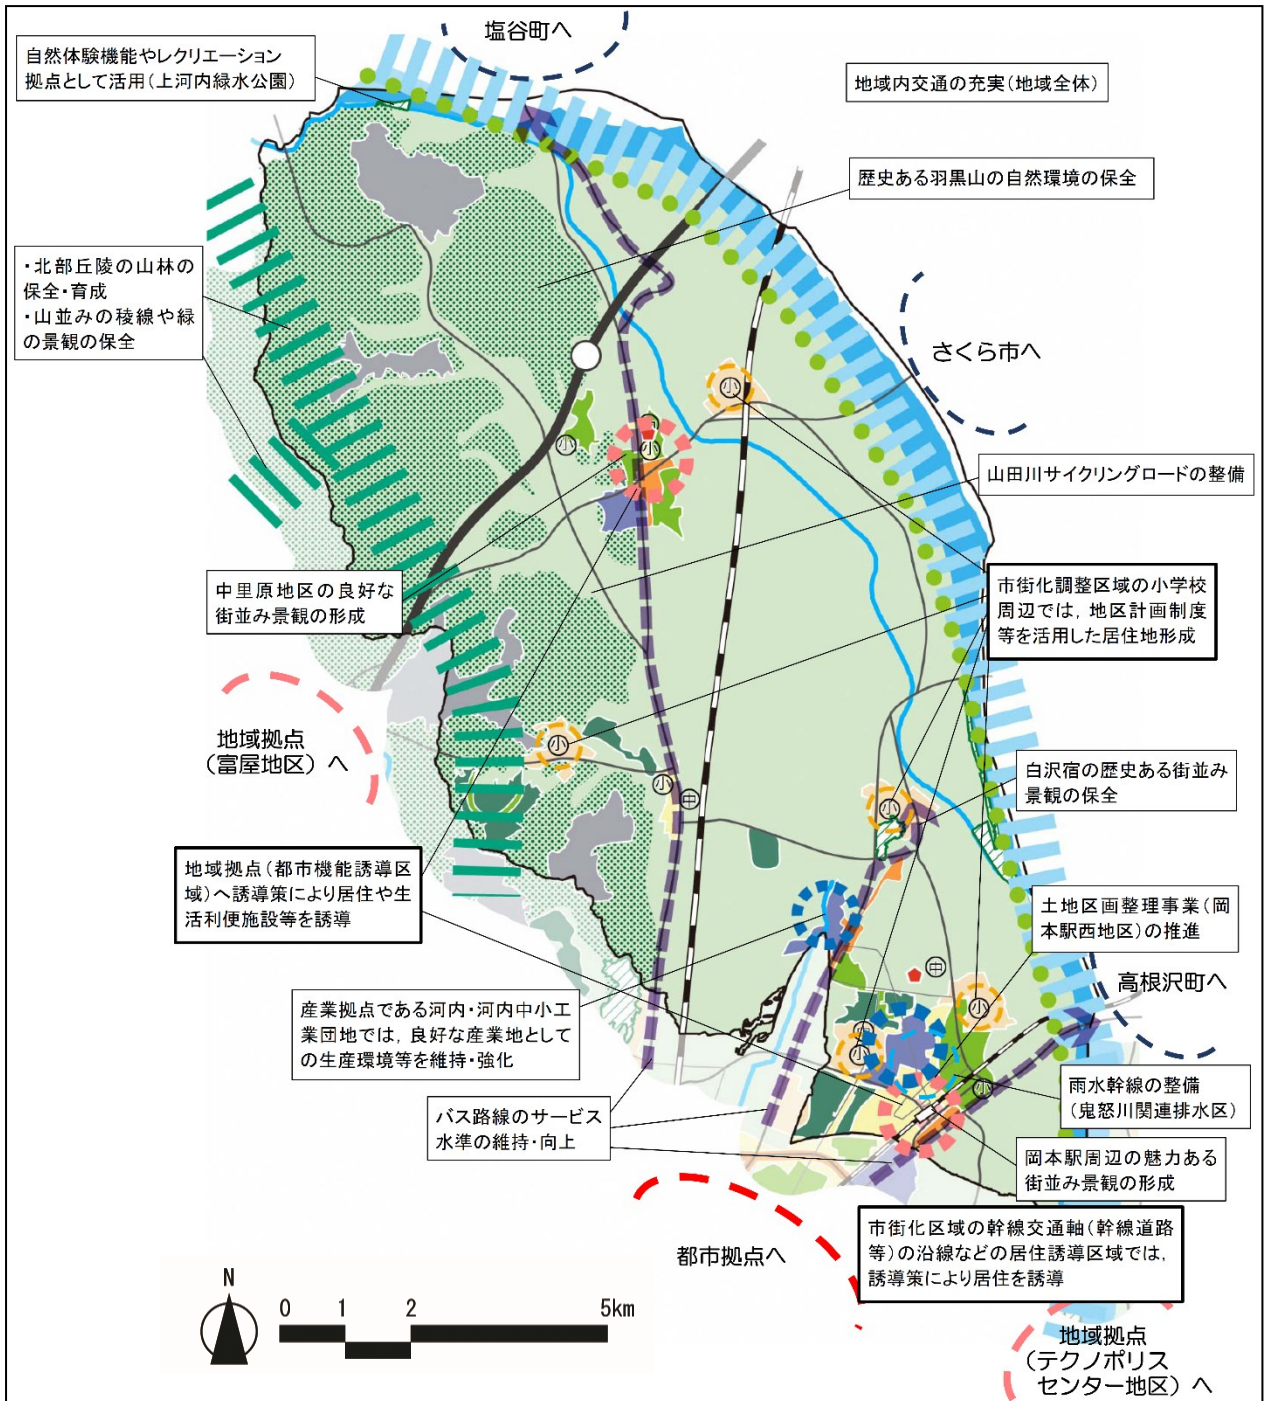 塩谷町へ
自然体験機能やレクリエーション
拠点として活用(上河内緑水公園)
地域内交通の充実(地域全体)
歴史ある羽黒山の自然環境の保全
・北部丘陵の山林の
保全・育成
・山並みの稜線や緑
の景観の保全
さくら市へ
小
小
小
山田川サイクリングロードの整備
中里原地区の良好な
街並み景観の形成
市街化調整区域の小学校
周辺では,地区計画制度
等を活用した居住地形成
地域拠点
(富屋地区)へ
小
小
中
白沢宿の歴史ある街並み
景観の保全
小
地域拠点(都市機能誘導区
域)へ誘導策により居住や生
活利便施設等を誘導
土地区画整理事業(岡
本駅西地区)の推進
中
高根沢町へ
産業拠点である河内・河内中小工
業団地では,良好な産業地として
の生産環境等を維持・強化
小
小
小
雨水幹線の整備
(鬼怒川関連排水区)
バス路線のサービス
水準の維持・向上
岡本駅周辺の魅力ある
街並み景観の形成
市街化区域の幹線交通軸(幹線道路
等)の沿線などの居住誘導区域では,
誘導策により居住を誘導
都市拠点へ
N
0 1 2 5km
地域拠点
(テクノポリス
センター地区)へ